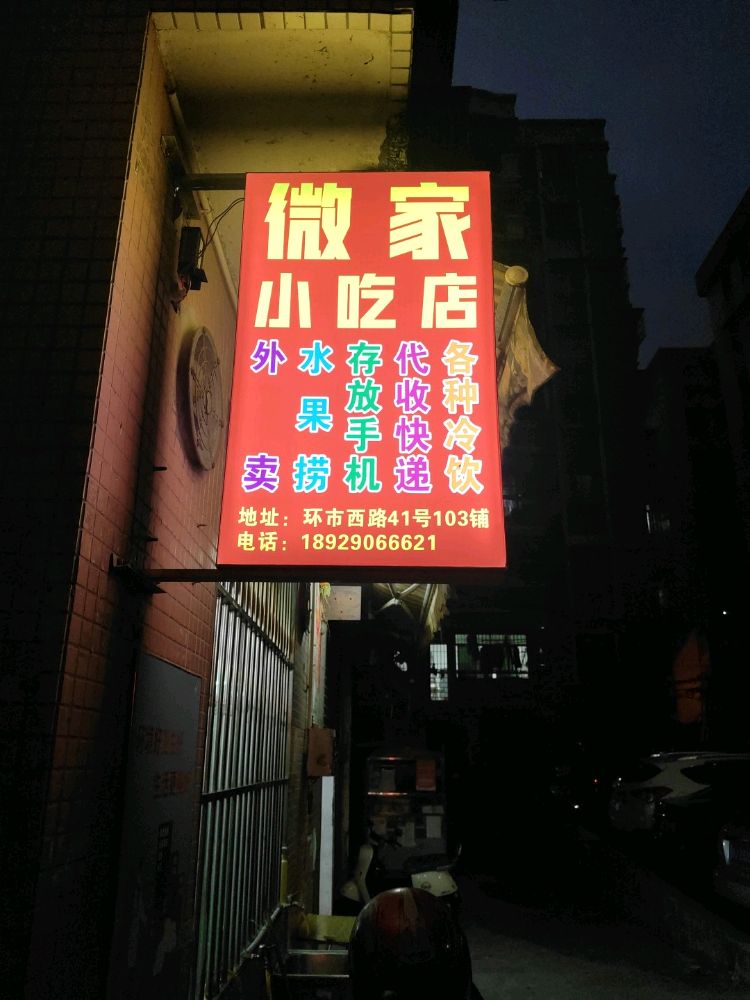 微家
小吃店
外卖
水果捞
存放手机
代收快递
各种冷饮
地址：环市西路41号103铺
电话：18929066621